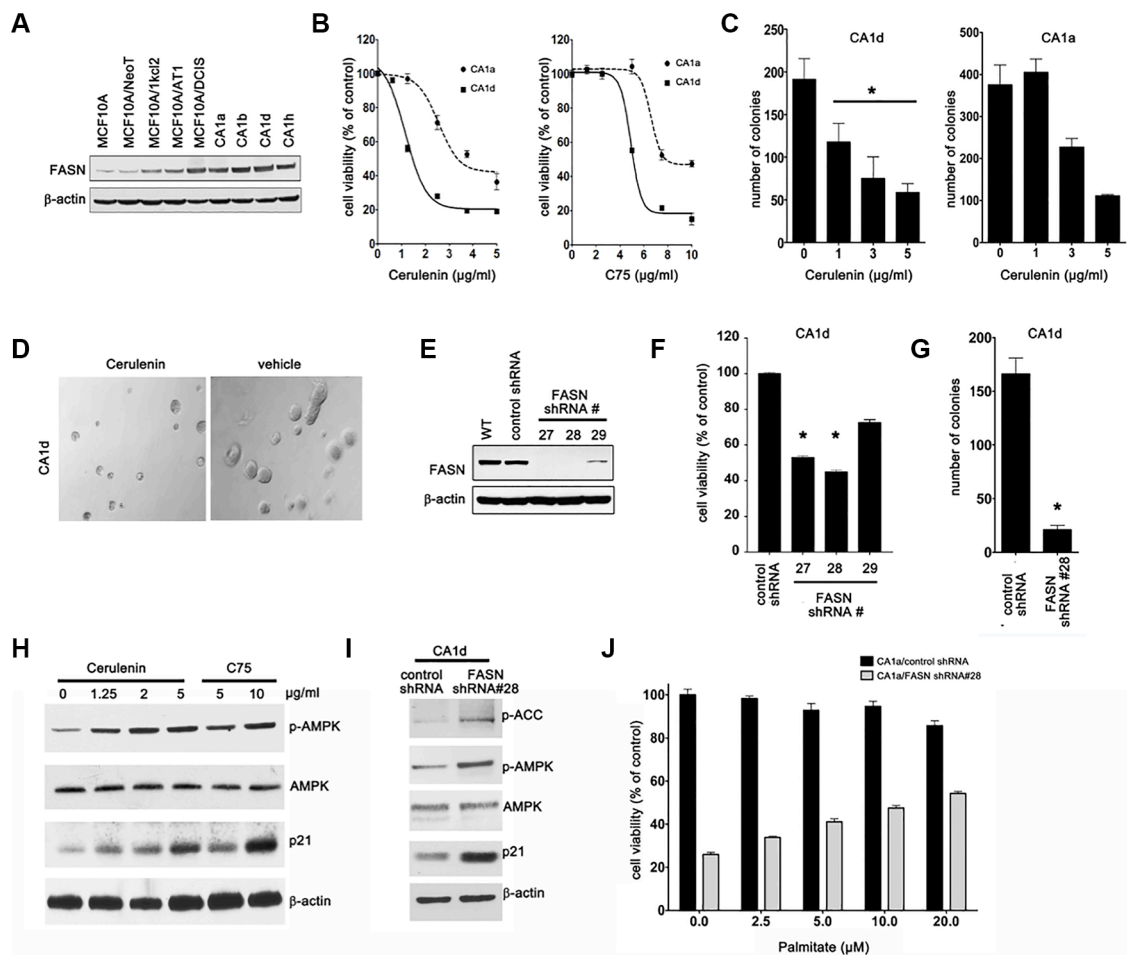 A
MCF10A
MCF10A/NeoT
MCF10A/1kcl2
MCF10A/AT1
MCF10A/DCIS
CA1a
CA1b
CA1d
CA1h
FASN
β-actin
B
120
100
80
60
40
20
0
cell viability (% of control)
CA1a
CA1d
0 1 2 3 4 5
Cerulenin (µg/ml)
120
100
80
60
40
20
0
cell viability (% of control)
CA1a
CA1d
0 2 4 6 8 10
C75 (µg/ml)
C
CA1d
250
200
150
100
50
0
number of colonies
*
0 1 3 5
Cerulenin (µg/ml)
CA1a
500
400
300
200
100
0
number of colonies
0 1 3 5
Cerulenin (µg/ml)
D
Cerulenin vehicle
CA1d
E
WT
control shRNA
FASN
shRNA #
27 28 29
FASN
β-actin
F
CA1d
120
100
80
60
40
20
0
cell viability (% of control)
* *
control
shRNA
27 28 29
FASN
shRNA #
G
CA1d
200
150
100
50
0
number of colonies
*
control
shRNA
FASN
shRNA #28
H
Cerulenin C75
0 1.25 2 5 5 10 µg/ml
p-AMPK
AMPK
p21
β-actin
I
CA1d
control FASN
shRNA shRNA#28
p-ACC
p-AMPK
AMPK
p21
β-actin
J
CA1a/control shRNA
CA1a/FASN shRNA#28
100
80
60
40
20
0
cell viability (% of control)
0.0 2.5 5.0 10.0 20.0
Palmitate (µM)